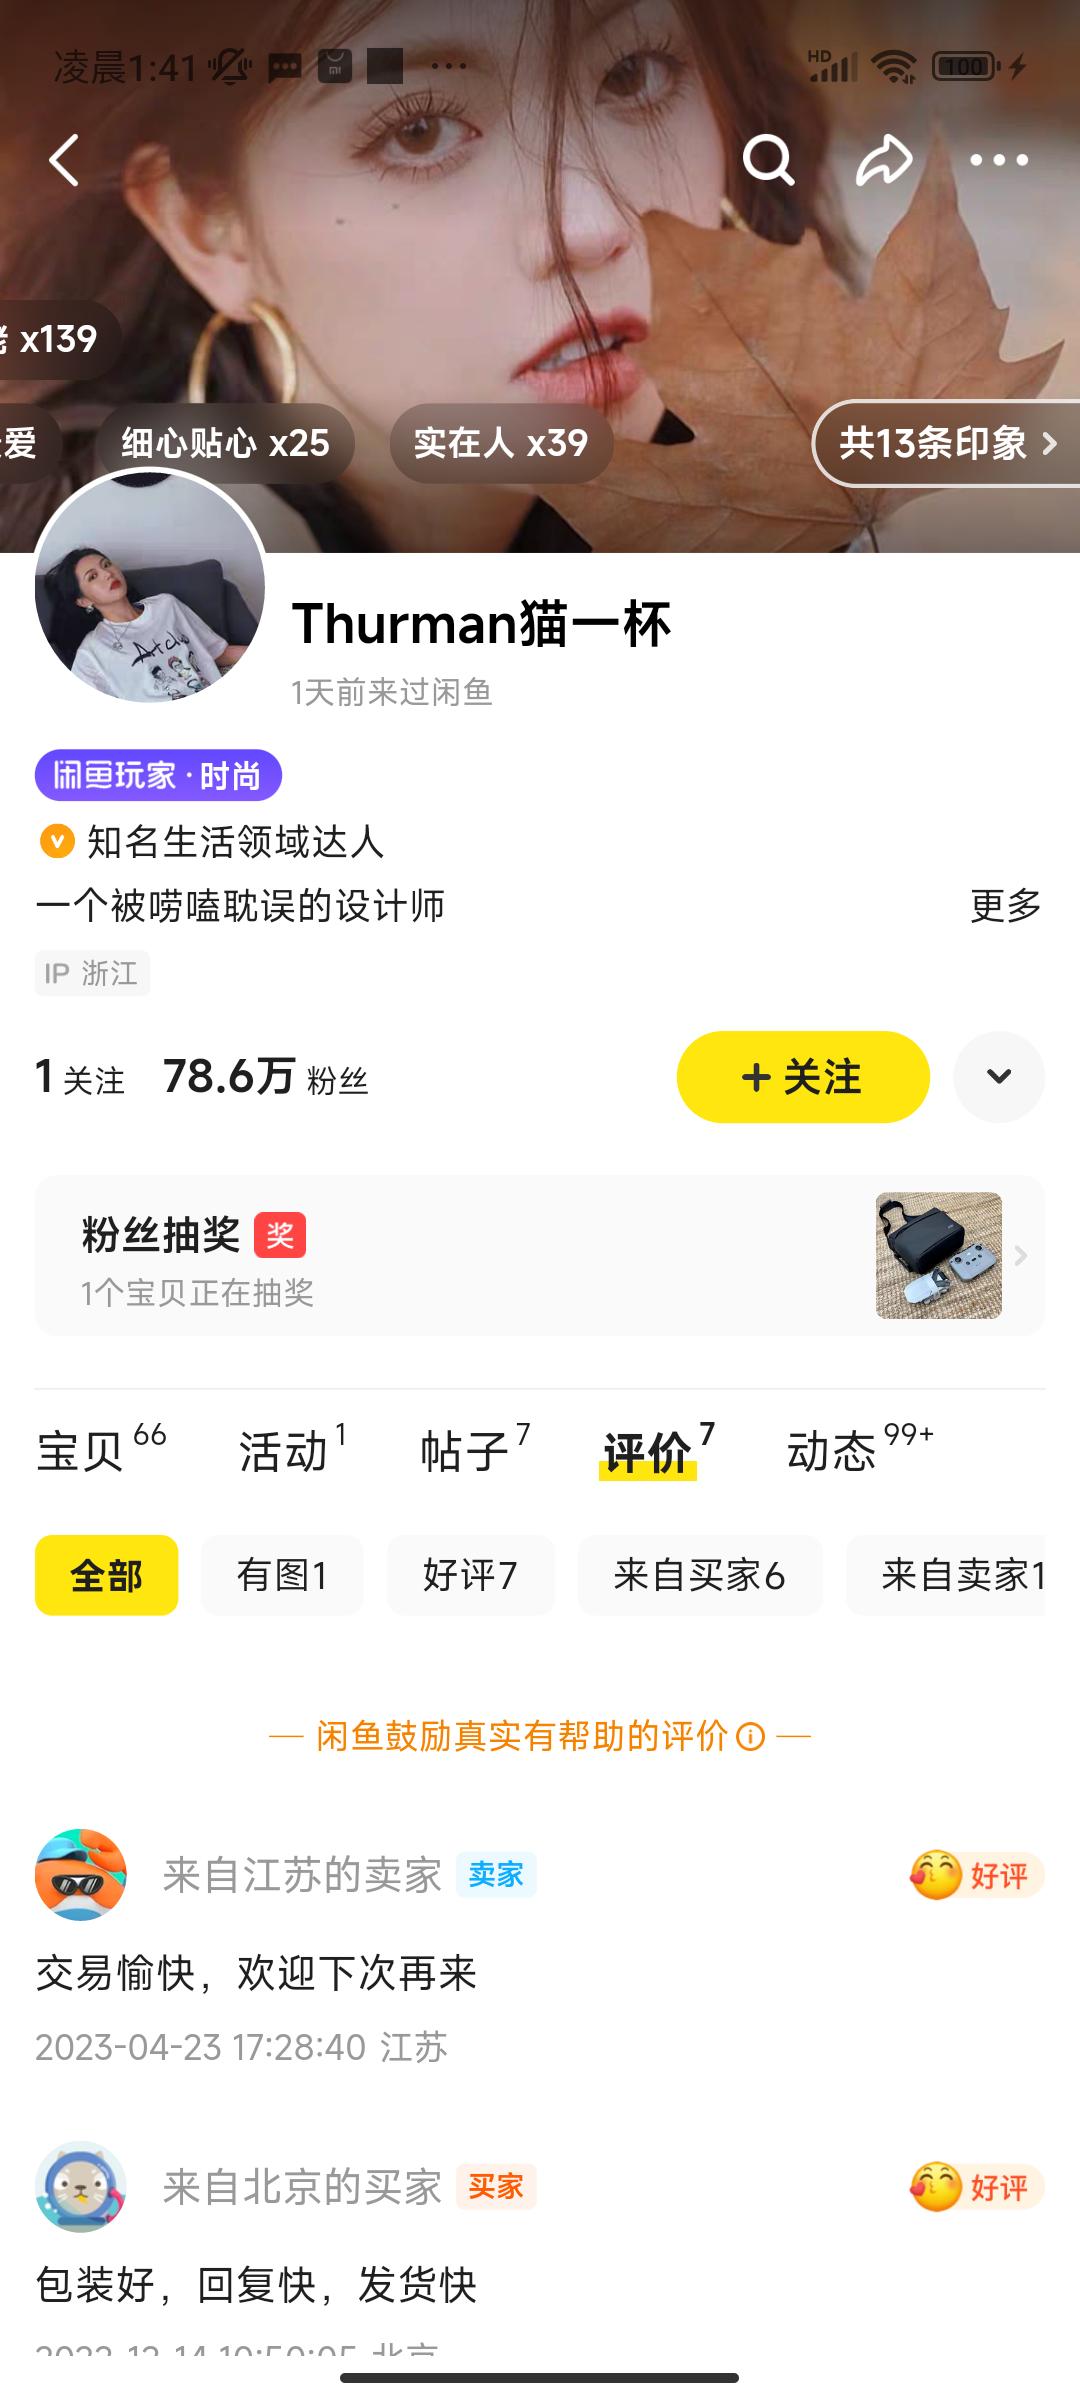 凌晨1:41
HD
100
x139
爱
细心贴心 x25
实在人 x39
共13条印象
Thurman猫一杯
1天前来过闲鱼
闲鱼玩家·时尚
知名生活领域达人
一个被唠嗑耽误的设计师
更多
IP 浙江
1 关注 78.6万 粉丝
+ 关注
粉丝抽奖 奖
1个宝贝正在抽奖
宝贝 66 活动 1 帖子 7 评价 7 动态 99+
全部 有图1 好评7 来自买家6 来自卖家1
— 闲鱼鼓励真实有帮助的评价 —
来自江苏的卖家 卖家 好评
交易愉快，欢迎下次再来
2023-04-23 17:28:40 江苏
来自北京的买家 买家 好评
包装好，回复快，发货快